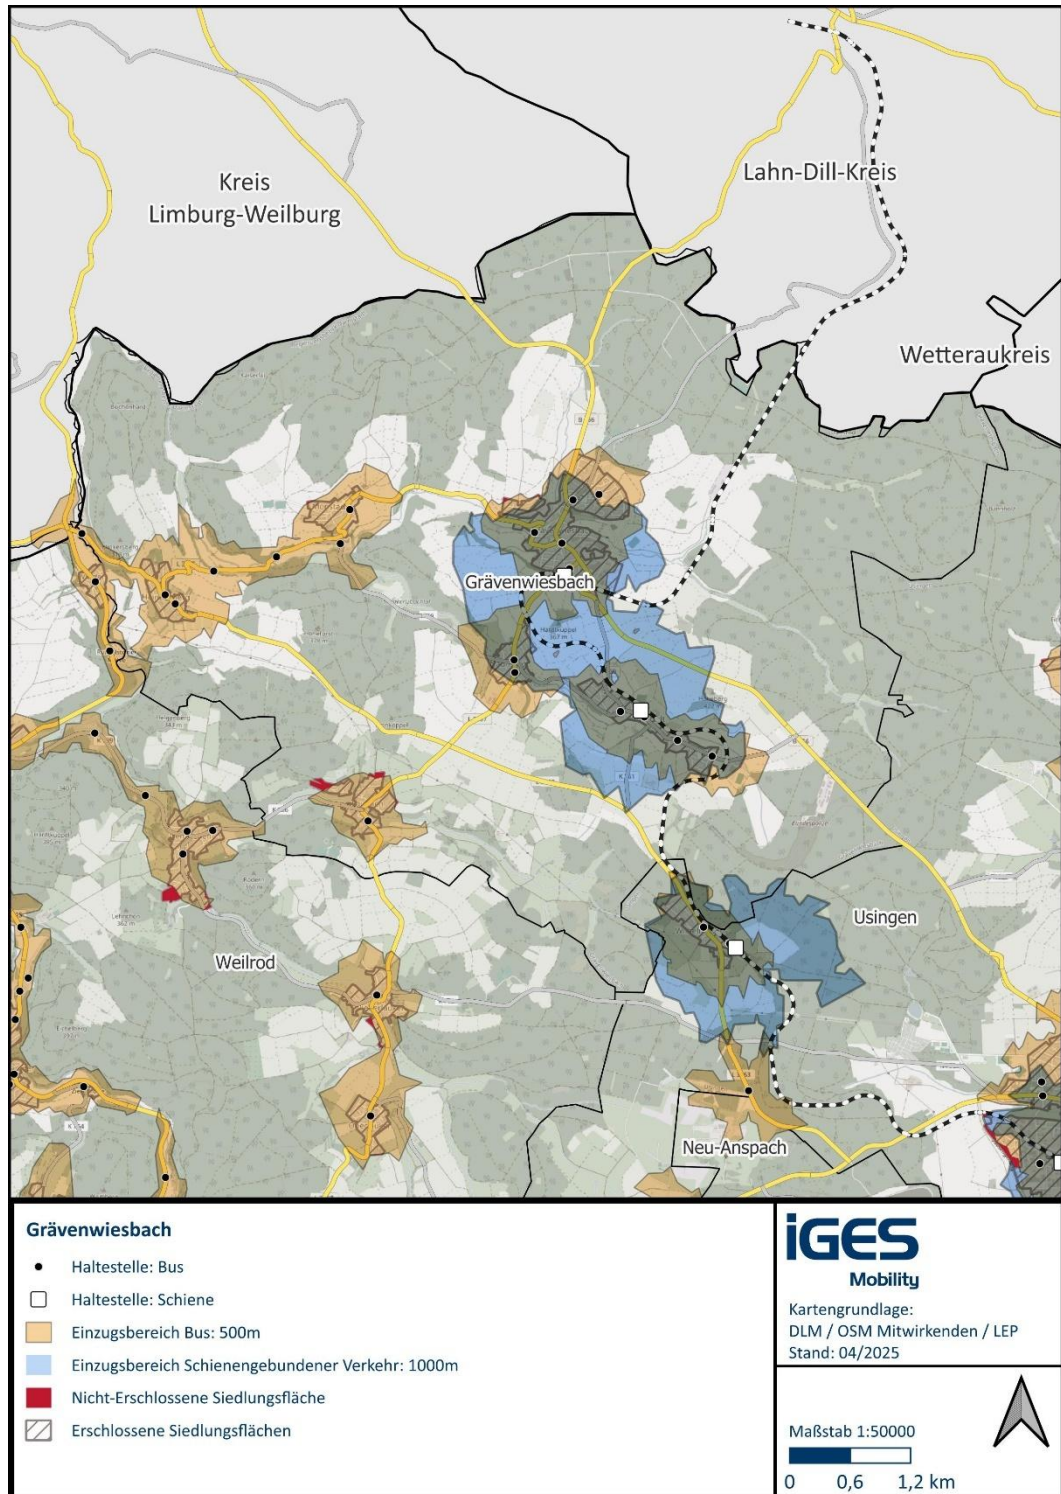 Kreis
Limburg-Weilburg
Lahn-Dill-Kreis
Wetteraukreis
Grävenwiesbach
Usingen
Weilrod
Neu-Anspach
Grävenwiesbach
Haltestelle: Bus
Haltestelle: Schiene
Einzugsbereich Bus: 500m
Einzugsbereich Schienengebundener Verkehr: 1000m
Nicht-Erschlossene Siedlungsfläche
Erschlossene Siedlungsflächen
iGES
Mobility
Kartengrundlage:
DLM / OSM Mitwirkenden / LEP
Stand: 04/2025
Maßstab 1:50000
0 0,6 1,2 km